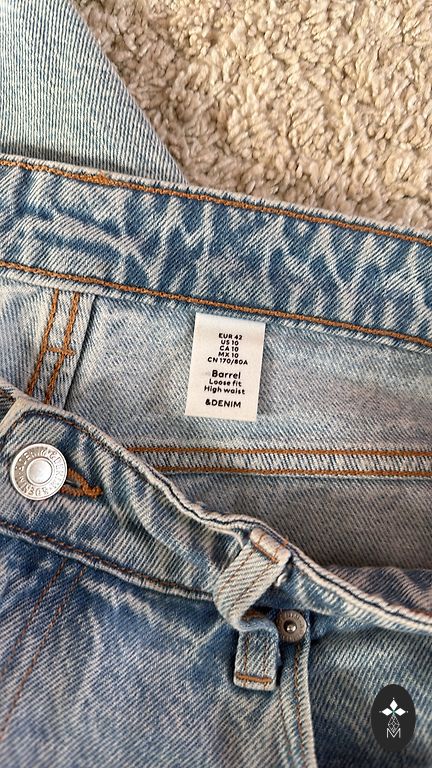 EUR 42
US 10
CA 10
MX 10
CN 170/80A
Barrel
Loose fit
High waist
&DENIM
M